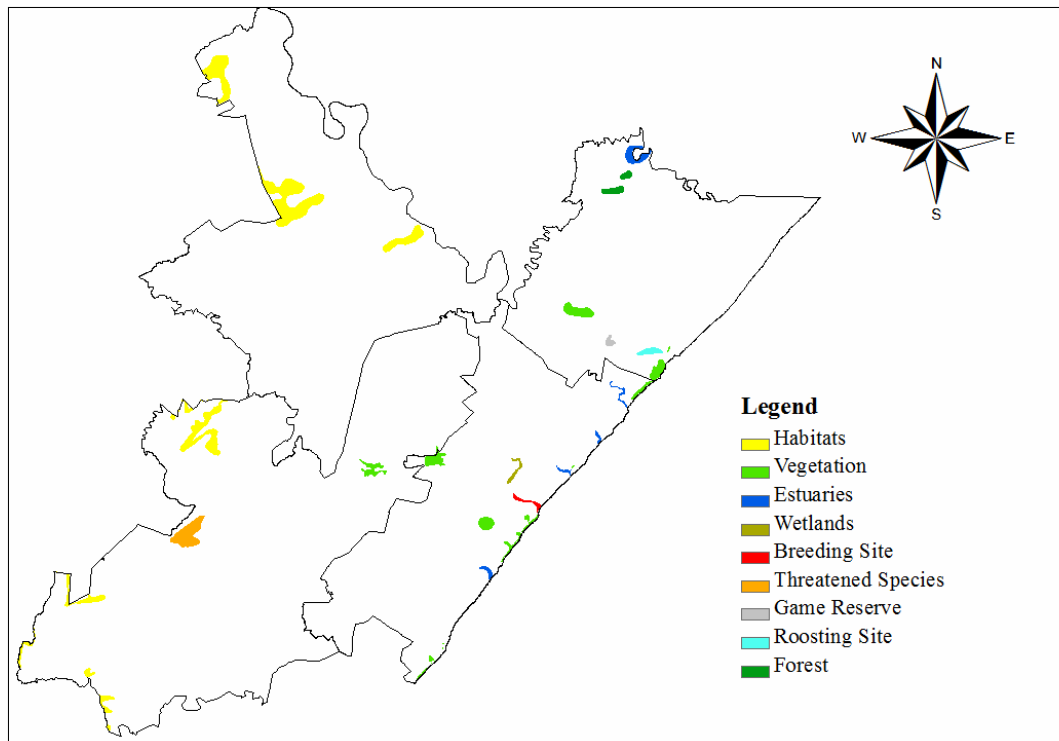 N
W E
S
Legend
Habitats
Vegetation
Estuaries
Wetlands
Breeding Site
Threatened Species
Game Reserve
Roosting Site
Forest